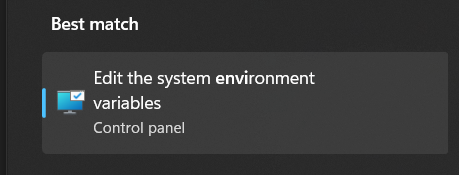 Best match
Edit the system environment
variables
Control panel